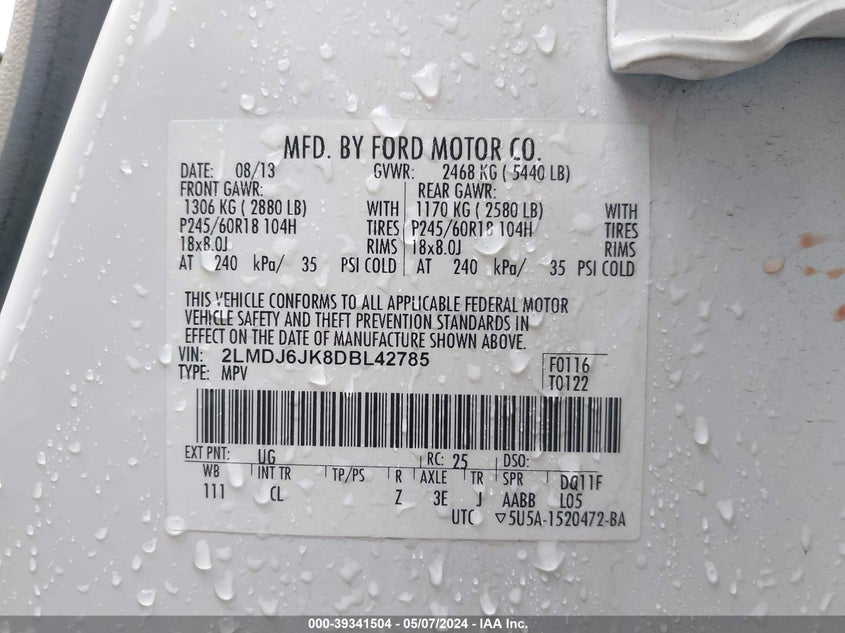 MFD. BY FORD MOTOR CO.
DATE: 08/13 GVWR: 2468 KG ( 5440 LB)
FRONT GAWR: REAR GAWR:
1306 KG ( 2880 LB) WITH 1170 KG ( 2580 LB) WITH
P245/60R18 104H TIRES P245/60R18 104H TIRES
18x8.0J RIMS 18x8.0J RIMS
AT 240 kPa/ 35 PSI COLD AT 240 kPa/ 35 PSI COLD
THIS VEHICLE CONFORMS TO ALL APPLICABLE FEDERAL MOTOR
VEHICLE SAFETY AND THEFT PREVENTION STANDARDS IN
EFFECT ON THE DATE OF MANUFACTURE SHOWN ABOVE.
VIN: 2LMDJ6JK8DBL42785 F0116
TYPE: MPV T0122
EXT PNT: UG RC: 25 DSO:
WB INT TR TP/PS R AXLE TR SPR DQ11F
111 CL Z 3E J AABB L05
UTC ▽5U5A-1520472-BA
000-39341504 - 05/07/2024 - IAA Inc.